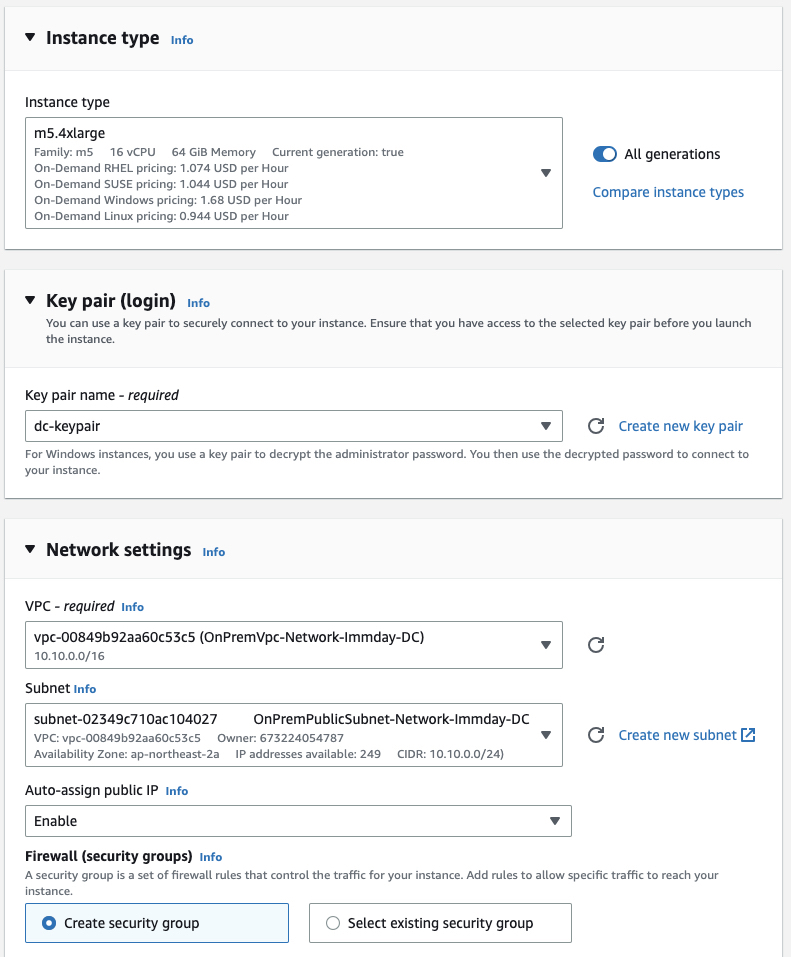 Instance type Info
Instance type
m5.4xlarge
Family: m5 16 vCPU 64 GiB Memory Current generation: true
On-Demand RHEL pricing: 1.074 USD per Hour
On-Demand SUSE pricing: 1.044 USD per Hour
On-Demand Windows pricing: 1.68 USD per Hour
On-Demand Linux pricing: 0.944 USD per Hour
All generations
Compare instance types
Key pair (login) Info
You can use a key pair to securely connect to your instance. Ensure that you have access to the selected key pair before you launch
the instance.
Key pair name - required
dc-keypair
Create new key pair
For Windows instances, you use a key pair to decrypt the administrator password. You then use the decrypted password to connect to
your instance.
Network settings Info
VPC - required Info
vpc-00849b92aa60c53c5 (OnPremVpc-Network-Immday-DC)
10.10.0.0/16
Subnet Info
subnet-02349c710ac104027 OnPremPublicSubnet-Network-Immday-DC
VPC: vpc-00849b92aa60c53c5 Owner: 673224054787
Availability Zone: ap-northeast-2a IP addresses available: 249 CIDR: 10.10.0.0/24)
Create new subnet
Auto-assign public IP Info
Enable
Firewall (security groups) Info
A security group is a set of firewall rules that control the traffic for your instance. Add rules to allow specific traffic to reach your
instance.
Create security group
Select existing security group